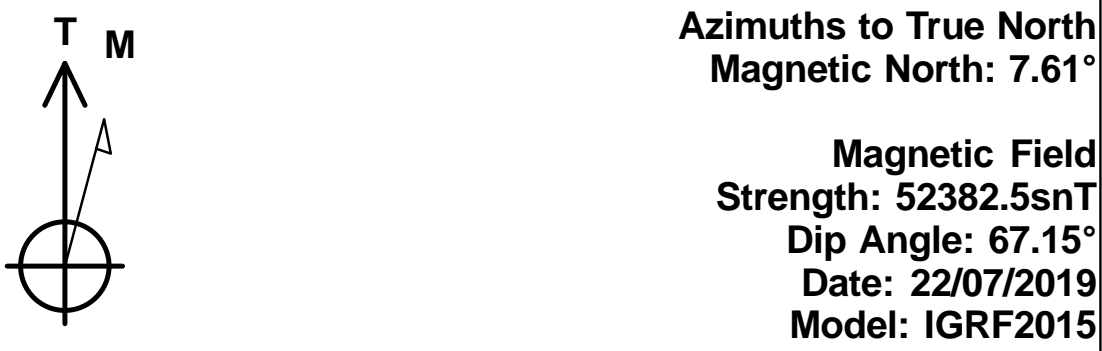 T M
Azimuths to True North
Magnetic North: 7.61°
Magnetic Field
Strength: 52382.5snT
Dip Angle: 67.15°
Date: 22/07/2019
Model: IGRF2015